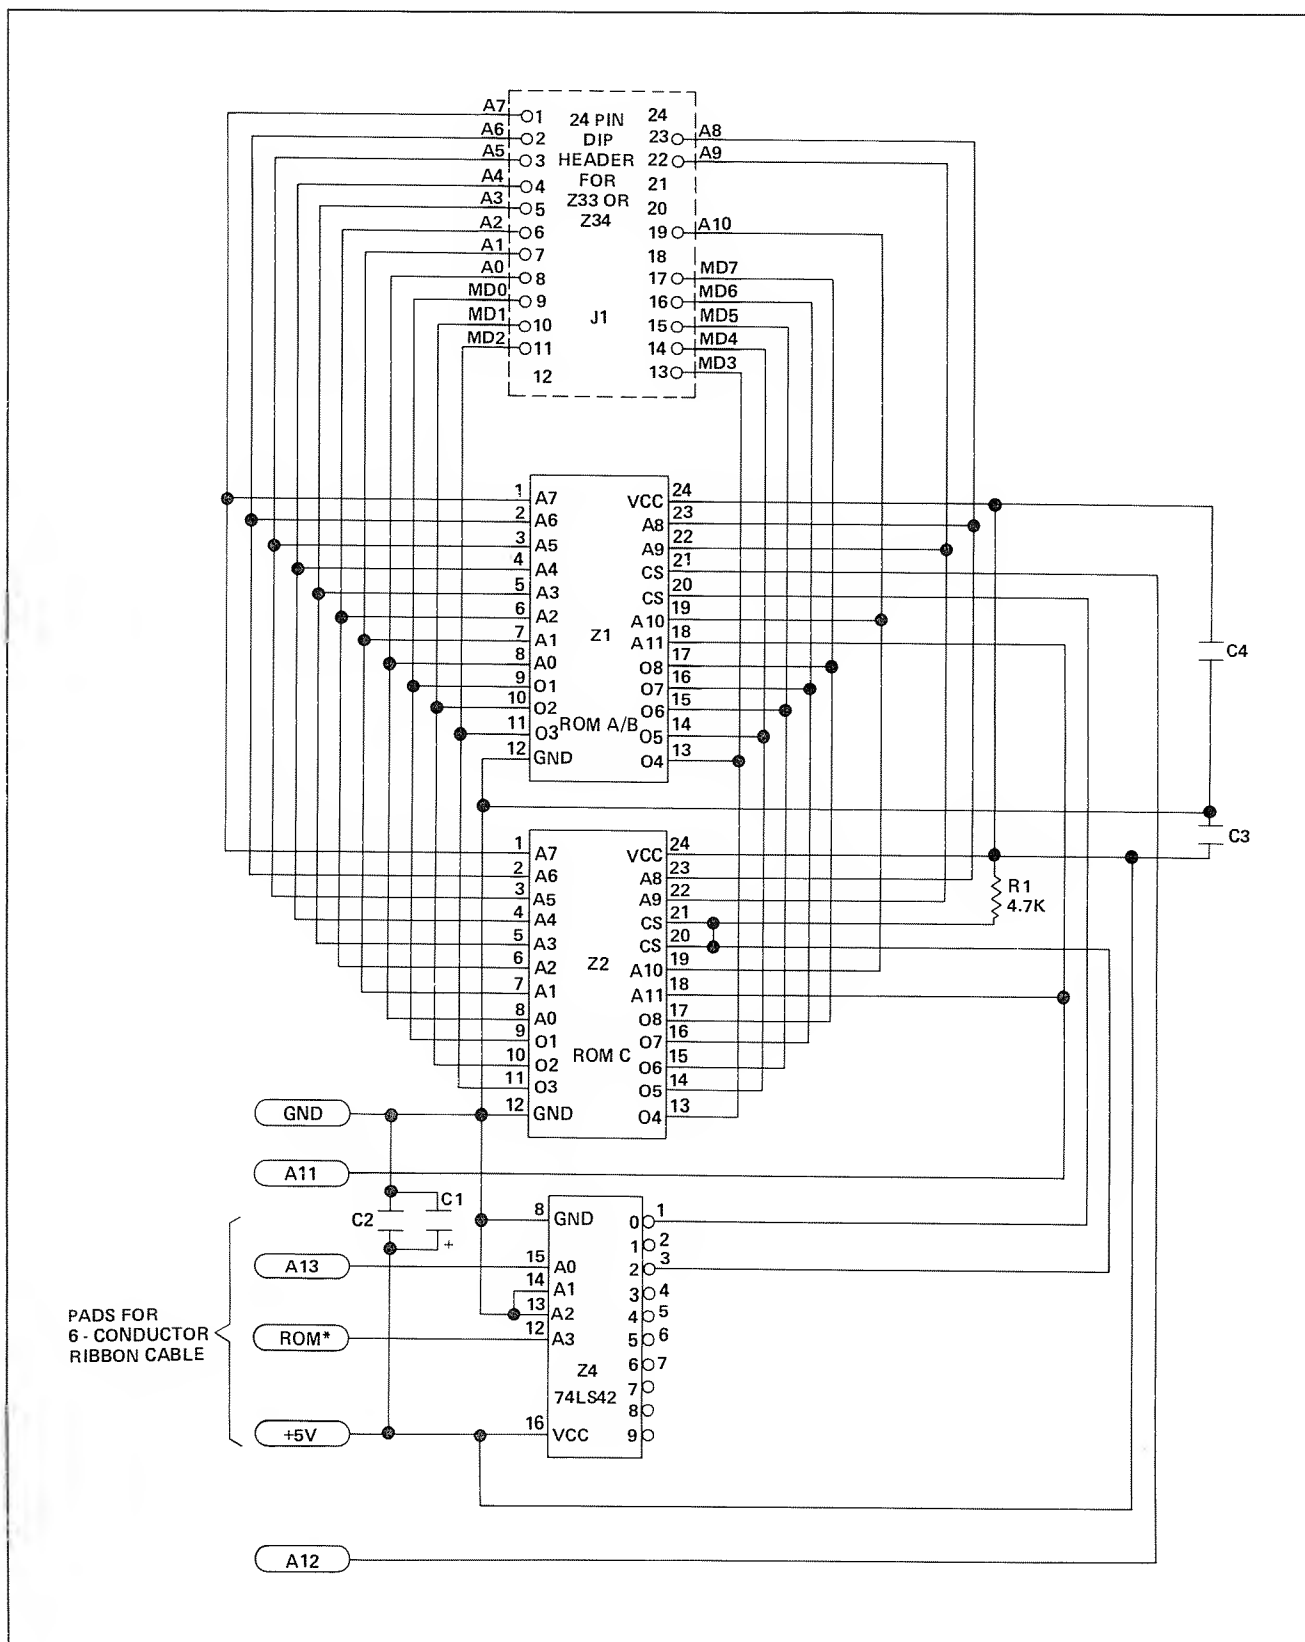 A7 1 24 PIN 24
A6 2 DIP 23 A8
A5 3 HEADER 22 A9
A4 4 FOR 21
A3 5 Z33 OR 20
A2 6 Z34 19 A10
A1 7 18
A0 8 17 MD7
MD0 9 16 MD6
MD1 10 J1 15 MD5
MD2 11 14 MD4
12 13 MD3
1 A7 VCC 24
2 A6 A8 23
3 A5 A9 22
4 A4 CS 21
5 A3 CS 20
6 A2 A10 19
7 A1 Z1 A11 18
8 A0 O8 17
9 O1 O7 16
10 O2 O6 15
11 O3 ROM A/B O5 14
12 GND O4 13
C4
C3
1 A7 VCC 24
2 A6 A8 23
3 A5 A9 22
4 A4 CS 21
5 A3 CS 20
6 A2 Z2 A10 19
7 A1 A11 18
8 A0 O8 17
9 O1 O7 16
10 O2 ROM C O6 15
11 O3 O5 14
12 GND O4 13
R1
4.7K
GND
A11
C2 C1
+
8 GND 0 1
1 2
A13 15 A0 2 3
14 A1 3 4
13 A2 4 5
ROM* 12 A3 5 6
Z4 6 7
74LS42 7
8
+5V 16 VCC 9
PADS FOR
6 - CONDUCTOR
RIBBON CABLE
A12